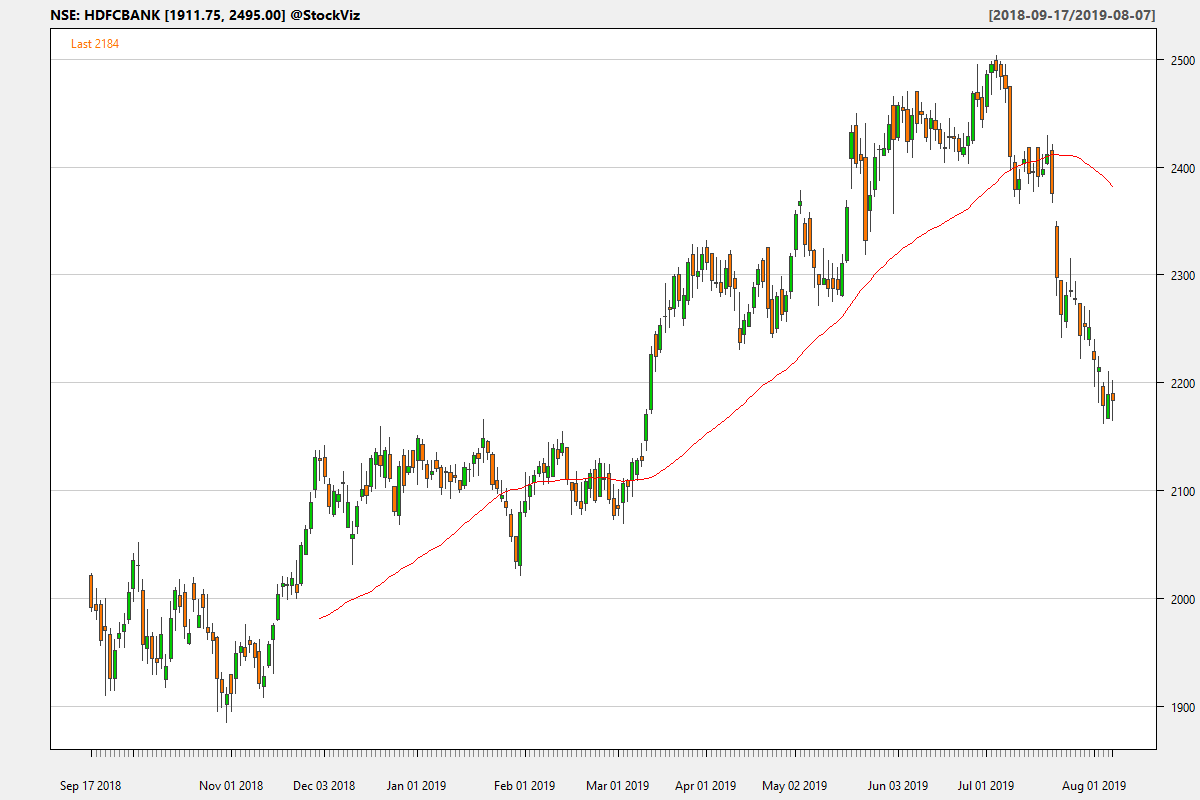 NSE: HDFCBANK [1911.75, 2495.00] @StockViz [2018-09-17/2019-08-07]
Last 2184
2500
2400
2300
2200
2100
2000
1900
Sep 17 2018 Nov 01 2018 Dec 03 2018 Jan 01 2019 Feb 01 2019 Mar 01 2019 Apr 01 2019 May 02 2019 Jun 03 2019 Jul 01 2019 Aug 01 2019